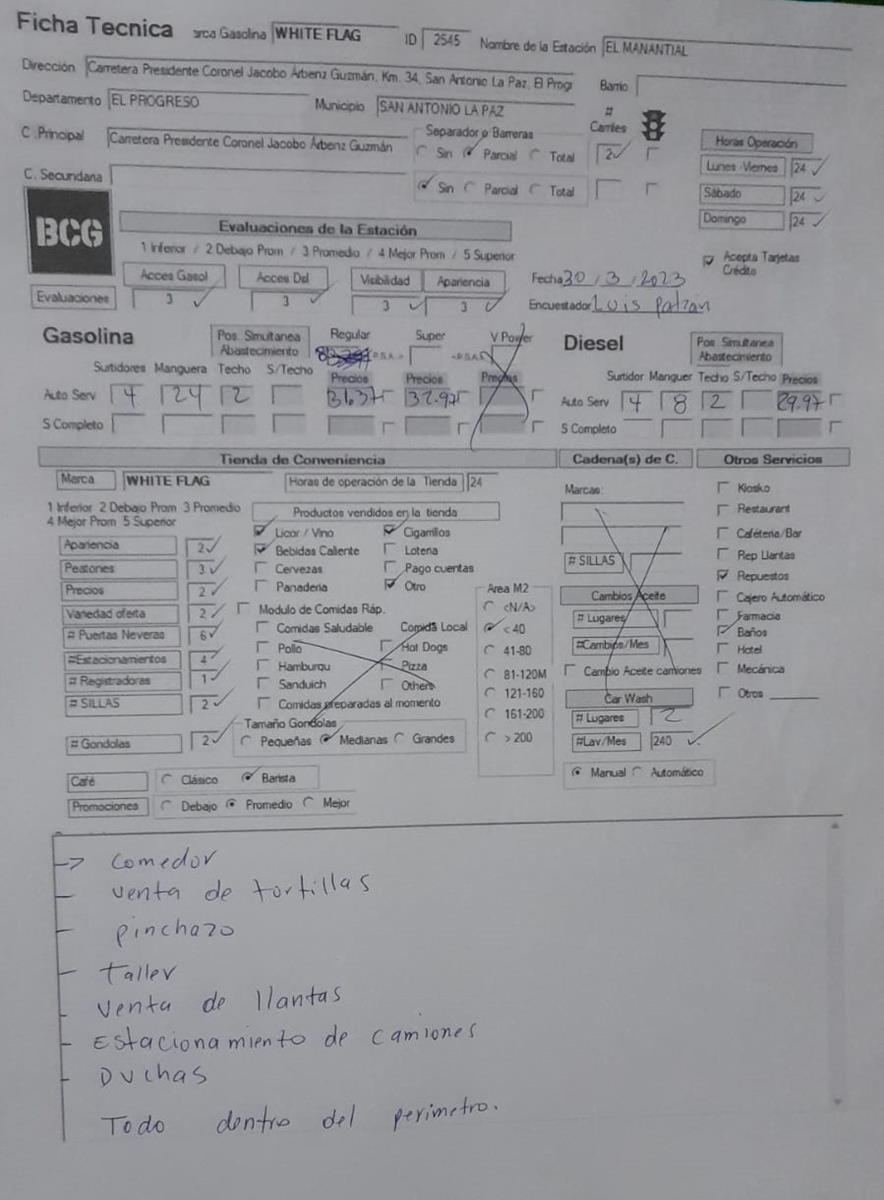 Ficha Tecnica arca Gasolina WHITE FLAG ID 2545 Nombre de la Estación EL MANANTIAL
Dirección Carretera Presidente Coronel Jacobo Árbenz Guzmán, Km. 34, San Antonio La Paz, El Progr Barrio
Departamento EL PROGRESO Municipio SAN ANTONIO LA PAZ # Carriles
C .Principal Carretera Presidente Coronel Jacobo Árbenz Guzmán Separador o Barreras Sin Parcial Total 2
C. Secundaria Sin Parcial Total
Horas Operación
Lunes -Viernes 24
Sábado 24
Domingo 24
BCG
Evaluaciones de la Estación
1 Inferior / 2 Debajo Prom / 3 Promedio / 4 Mejor Prom / 5 Superior
Acces Gasol Acces Dsl Visibilidad Apariencia
Evaluaciones 3 3 3 3
Acepta Tarjetas Crédito
Fecha 30 / 3 / 2023
Encuestador Luis Patzan
Gasolina Pos. Simultanea Abastecimiento Regular Super V Power
Surtidores Manguera Techo S/Techo Precios Precios Precios
Auto Serv 4 24 2 31.37 32.97
S Completo
Diesel Pos. Simultanea Abastecimiento
Surtidor Manguer Techo S/Techo Precios
Auto Serv 4 8 2 29.97
S Completo
Tienda de Conveniencia Cadena(s) de C. Otros Servicios
Marca WHITE FLAG Horas de operación de la Tienda 24
1 Inferior 2 Debajo Prom 3 Promedio
4 Mejor Prom 5 Superior
Apariencia 2
Peatones 3
Precios 2
Variedad oferta 2
# Puertas Neveras 6
#Estacionamientos 4
# Registradoras 1
# SILLAS 2
# Gondolas 2
Productos vendidos en la tienda
Licor / Vino Cigarrillos
Bebidas Caliente Loteria
Cervezas Pago cuentas
Panaderia Otro
Modulo de Comidas Ráp.
Comidas Saludable Comida Local
Pollo Hot Dogs
Hamburqu Pizza
Sanduich Others
Comidas preparadas al momento
Tamaño Gondolas
Pequeñas Medianas Grandes
Area M2
<N/A>
< 40
41-80
81-120M
121-160
161-200
> 200
Marcas:
# SILLAS
Cambios Aceite
# Lugares
#Cambios/Mes
Cambio Aceite camiones
Car Wash
# Lugares 2
#Lav/Mes 240
Manual Automático
Kiosko
Restaurant
Cafétería/Bar
Rep Llantas
Repuestos
Cajero Automático
Farmacia
Baños
Hotel
Mecánica
Otros
Café Clásico Barista
Promociones Debajo Promedio Mejor
-> comedor
- venta de tortillas
- pinchazo
- taller
- venta de llantas
- Estacionamiento de camiones
- Duchas
Todo dentro del perimetro.